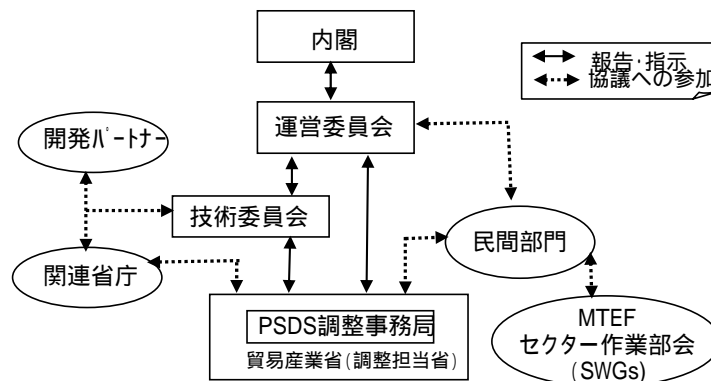 内閣
報告･指示
協議への参加
運営委員会
開発ﾊﾟｰﾄﾅｰ
技術委員会
民間部門
関連省庁
PSDS調整事務局
貿易産業省(調整担当省)
MTEF
セクター作業部会
(SWGs)